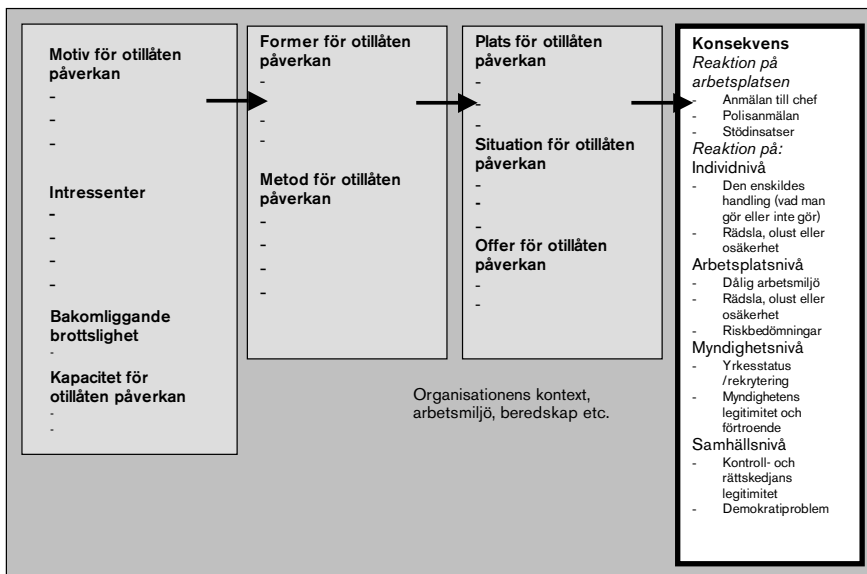 Motiv för otillåten
påverkan
-
-
-
Intressenter
-
-
-
-
Bakomliggande
brottslighet
-
Kapacitet för
otillåten påverkan
-
-
Former för otillåten
påverkan
-
-
-
-
Metod för otillåten
påverkan
-
-
-
-
Plats för otillåten
påverkan
-
-
-
Situation för otillåten
påverkan
-
-
-
Offer för otillåten
påverkan
-
-
Organisationens kontext,
arbetsmiljö, beredskap etc.
Konsekvens
Reaktion på
arbetsplatsen
- Anmälan till chef
- Polisanmälan
- Stödinsatser
Reaktion på:
Individnivå
- Den enskildes
handling (vad man
gör eller inte gör)
- Rädsla, olust eller
osäkerhet
Arbetsplatsnivå
- Dålig arbetsmiljö
- Rädsla, olust eller
osäkerhet
- Riskbedömningar
Myndighetsnivå
- Yrkesstatus
/rekrytering
- Myndighetens
legitimitet och
förtroende
Samhällsnivå
- Kontroll- och
rättskedjans
legitimitet
- Demokratiproblem